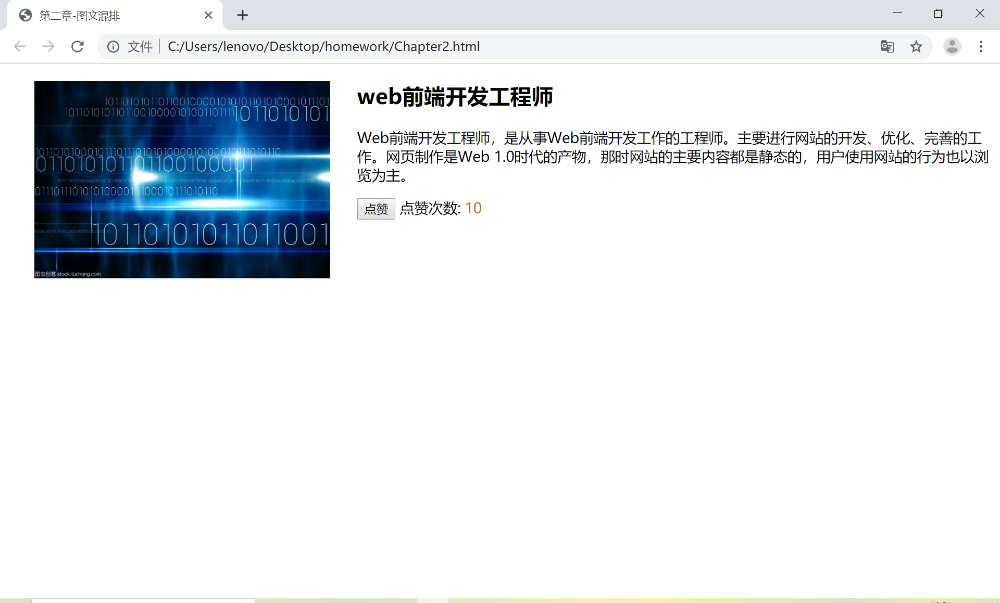 第二章-图文混排
文件 C:/Users/lenovo/Desktop/homework/Chapter2.html
web前端开发工程师
Web前端开发工程师，是从事Web前端开发工作的工程师。主要进行网站的开发、优化、完善的工
作。网页制作是Web 1.0时代的产物，那时网站的主要内容都是静态的，用户使用网站的行为也以浏
览为主。
点赞 点赞次数: 10
1011010101101100100001010101101010001011101
101101010110110010000101001101111
1011010101
01101010110110010001
1011010101011011001
图虫创意 stock.tuchong.com